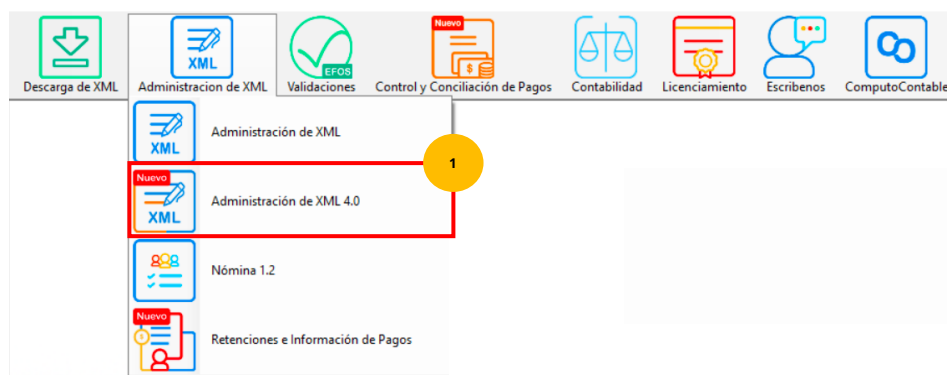 Nuevo
XML
EFOS
$
Descarga de XML
Administracion de XML
Validaciones
Control y Conciliación de Pagos
Contabilidad
Licenciamiento
Escribenos
ComputoContable
XML
Administración de XML
1
Nuevo
XML
Administración de XML 4.0
Nómina 1.2
Nuevo
$
Retenciones e Información de Pagos